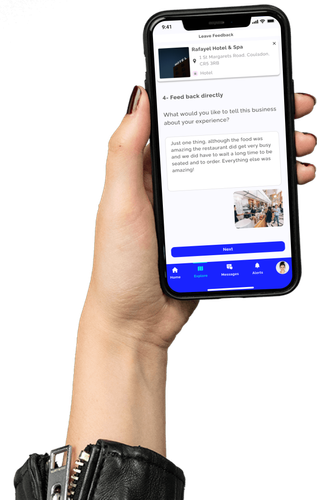 9:41
Leave Feedback
Rafayel Hotel & Spa
1 St Margarets Road, Coulsdon,
CR5 3RB
Hotel
4- Feed back directly
What would you like to tell this business
about your experience?
Just one thing, although the food was
amazing the restaurant did get very busy
and we did have to wait a long time to be
seated and to order. Everything else was
amazing!
Next
Home Explore Messages Alerts